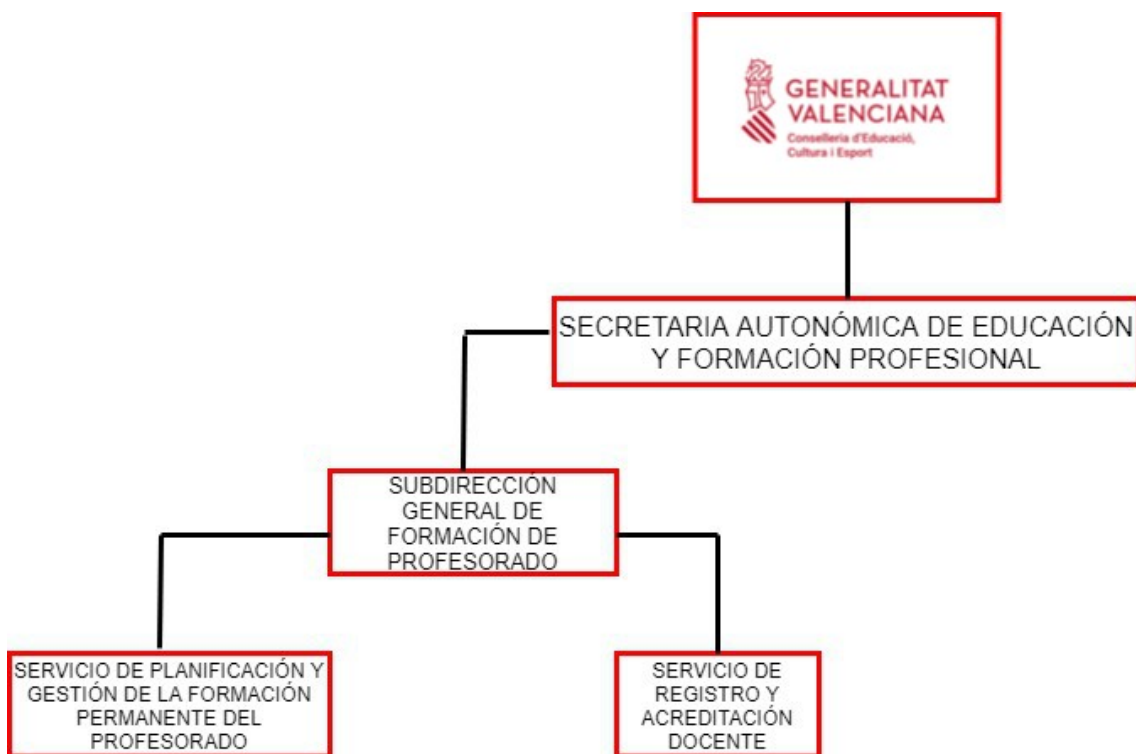 GENERALITAT
VALENCIANA
Conselleria d'Educació,
Cultura i Esport
SECRETARIA AUTONÓMICA DE EDUCACIÓN
Y FORMACIÓN PROFESIONAL
SUBDIRECCIÓN
GENERAL DE
FORMACIÓN DE
PROFESORADO
SERVICIO DE PLANIFICACIÓN Y
GESTIÓN DE LA FORMACIÓN
PERMANENTE DEL
PROFESORADO
SERVICIO DE
REGISTRO Y
ACREDITACIÓN
DOCENTE